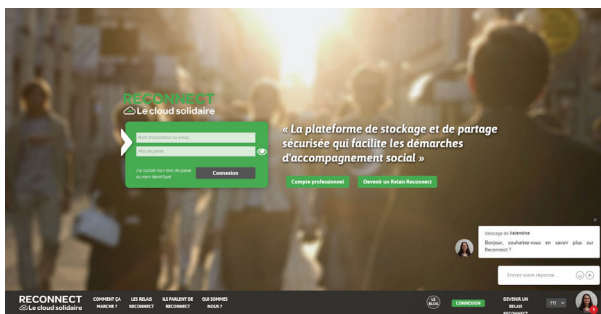 RECONNECT
Le cloud solidaire
Nom d'utilisateur ou email
Mot de passe
J'ai oublié mon mot de passe
ou mon identifiant
Connexion
« La plateforme de stockage et de partage
sécurisée qui facilite les démarches
d'accompagnement social »
Compte professionnel
Devenir un Relais Reconnect
×
Message de Valentine
Bonjour, souhaitez-vous en savoir plus sur
Reconnect ?
Entrez votre réponse...
RECONNECT
Le cloud solidaire
COMMENT ÇA
MARCHE ?
LES RELAIS
RECONNECT
ILS PARLENT DE
RECONNECT
QUI SOMMES
NOUS ?
LE
BLOG
CONNEXION
DEVENIR UN
RELAIS
RECONNECT
FR
1